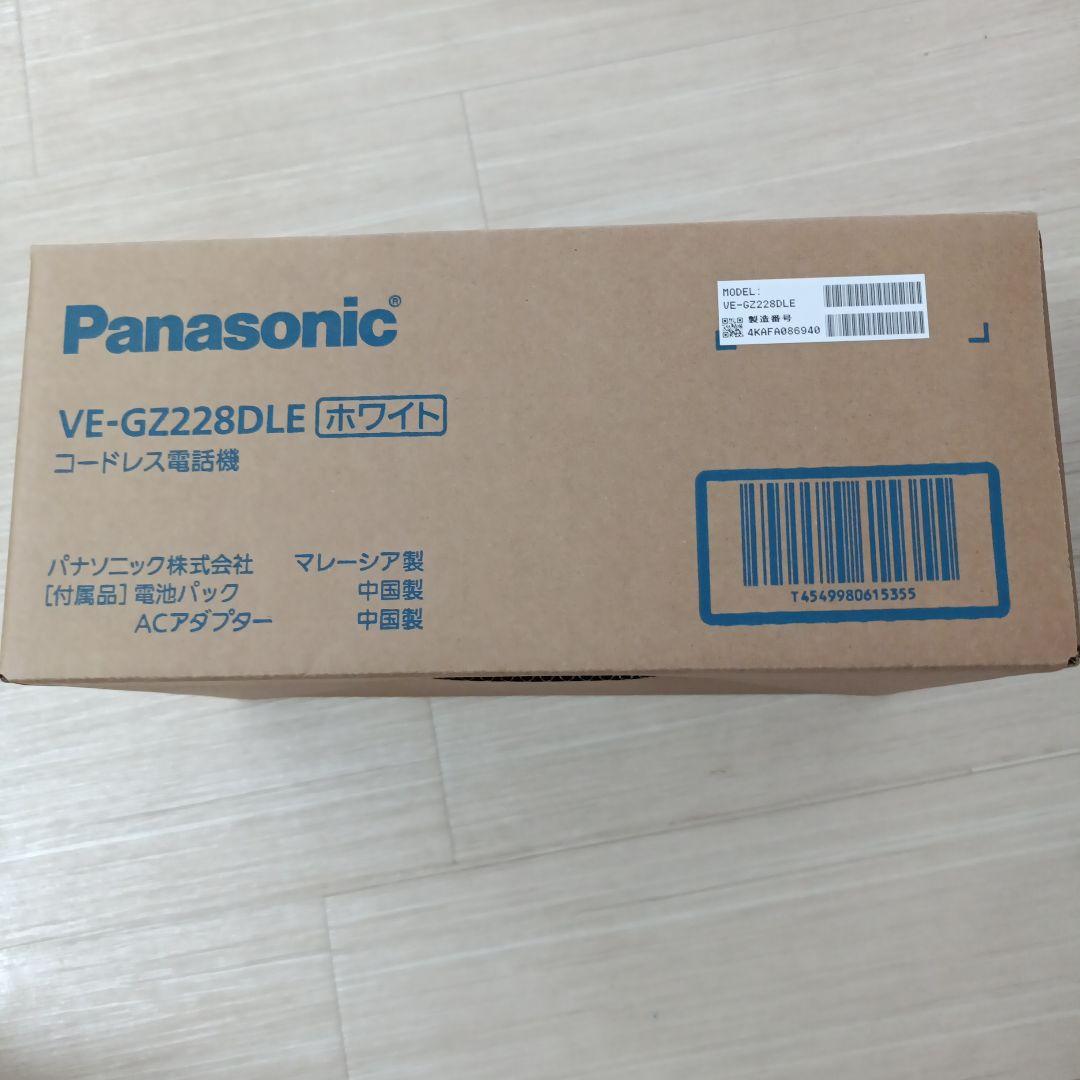 Panasonic®
VE-GZ228DLE ホワイト
コードレス電話機
パナソニック株式会社 マレーシア製
[付属品] 電池パック 中国製
ACアダプター 中国製
MODEL:
VE-GZ228DLE
製造番号
4KAFA086940
T4549980615355